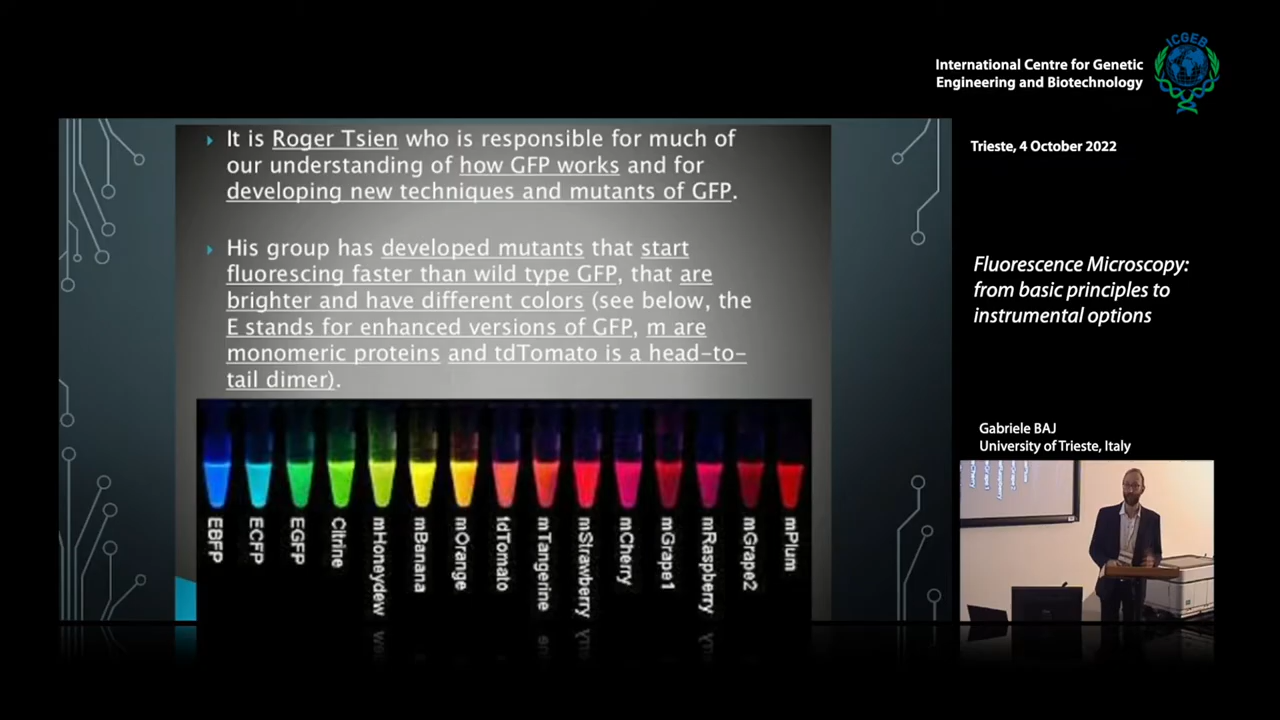 ICGEB
International Centre for Genetic
Engineering and Biotechnology
Trieste, 4 October 2022
It is Roger Tsien who is responsible for much of
our understanding of how GFP works and for
developing new techniques and mutants of GFP.
His group has developed mutants that start
fluorescing faster than wild type GFP, that are
brighter and have different colors (see below, the
E stands for enhanced versions of GFP, m are
monomeric proteins and tdTomato is a head-to-
tail dimer).
EBFP
ECFP
EGFP
Citrine
mHoneydew
mBanana
mOrange
tdTomato
mTangerine
mStrawberry
mCherry
mGrape1
mRaspberry
mGrape2
mPlum
Fluorescence Microscopy:
from basic principles to
instrumental options
Gabriele BAJ
University of Trieste, Italy